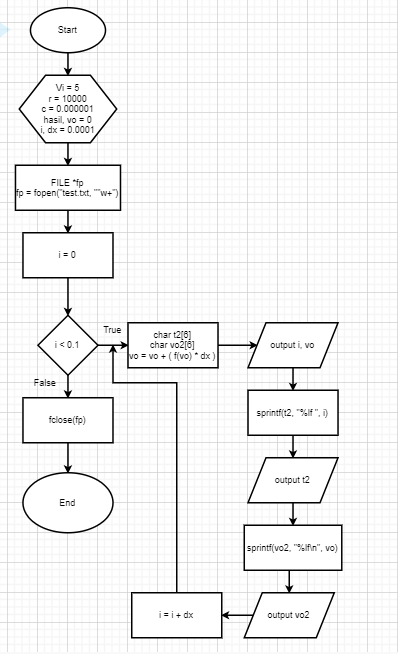 Start
Vi = 5
r = 10000
c = 0.000001
hasil, vo = 0
i, dx = 0.0001
FILE *fp
fp = fopen("test.txt, ""w+")
i = 0
i < 0.1
True
False
char t2[6]
char vo2[6]
vo = vo + ( f(vo) * dx )
output i, vo
sprintf(t2, "%lf ", i)
output t2
sprintf(vo2, "%lf\n", vo)
output vo2
i = i + dx
fclose(fp)
End